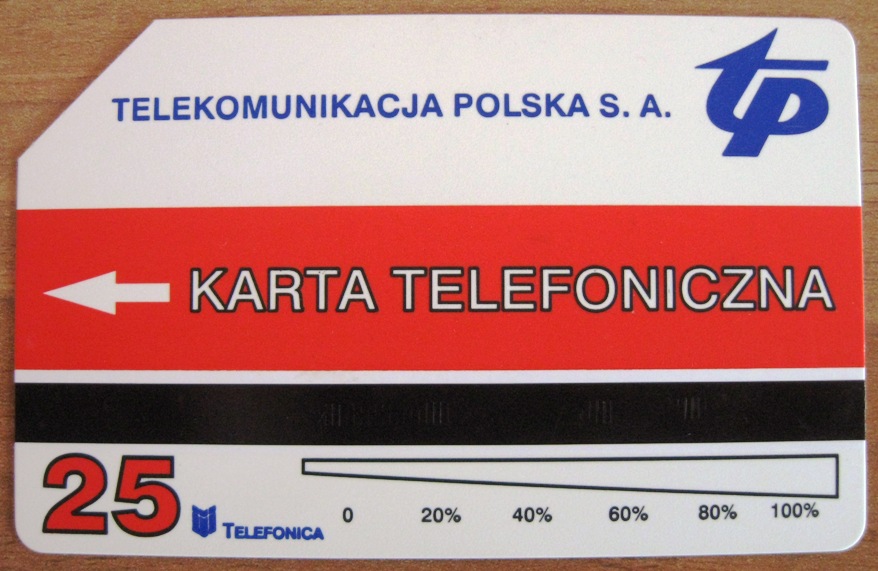 TELEKOMUNIKACJA POLSKA S. A.
tp
KARTA TELEFONICZNA
25
TELEFONICA
0 20% 40% 60% 80% 100%